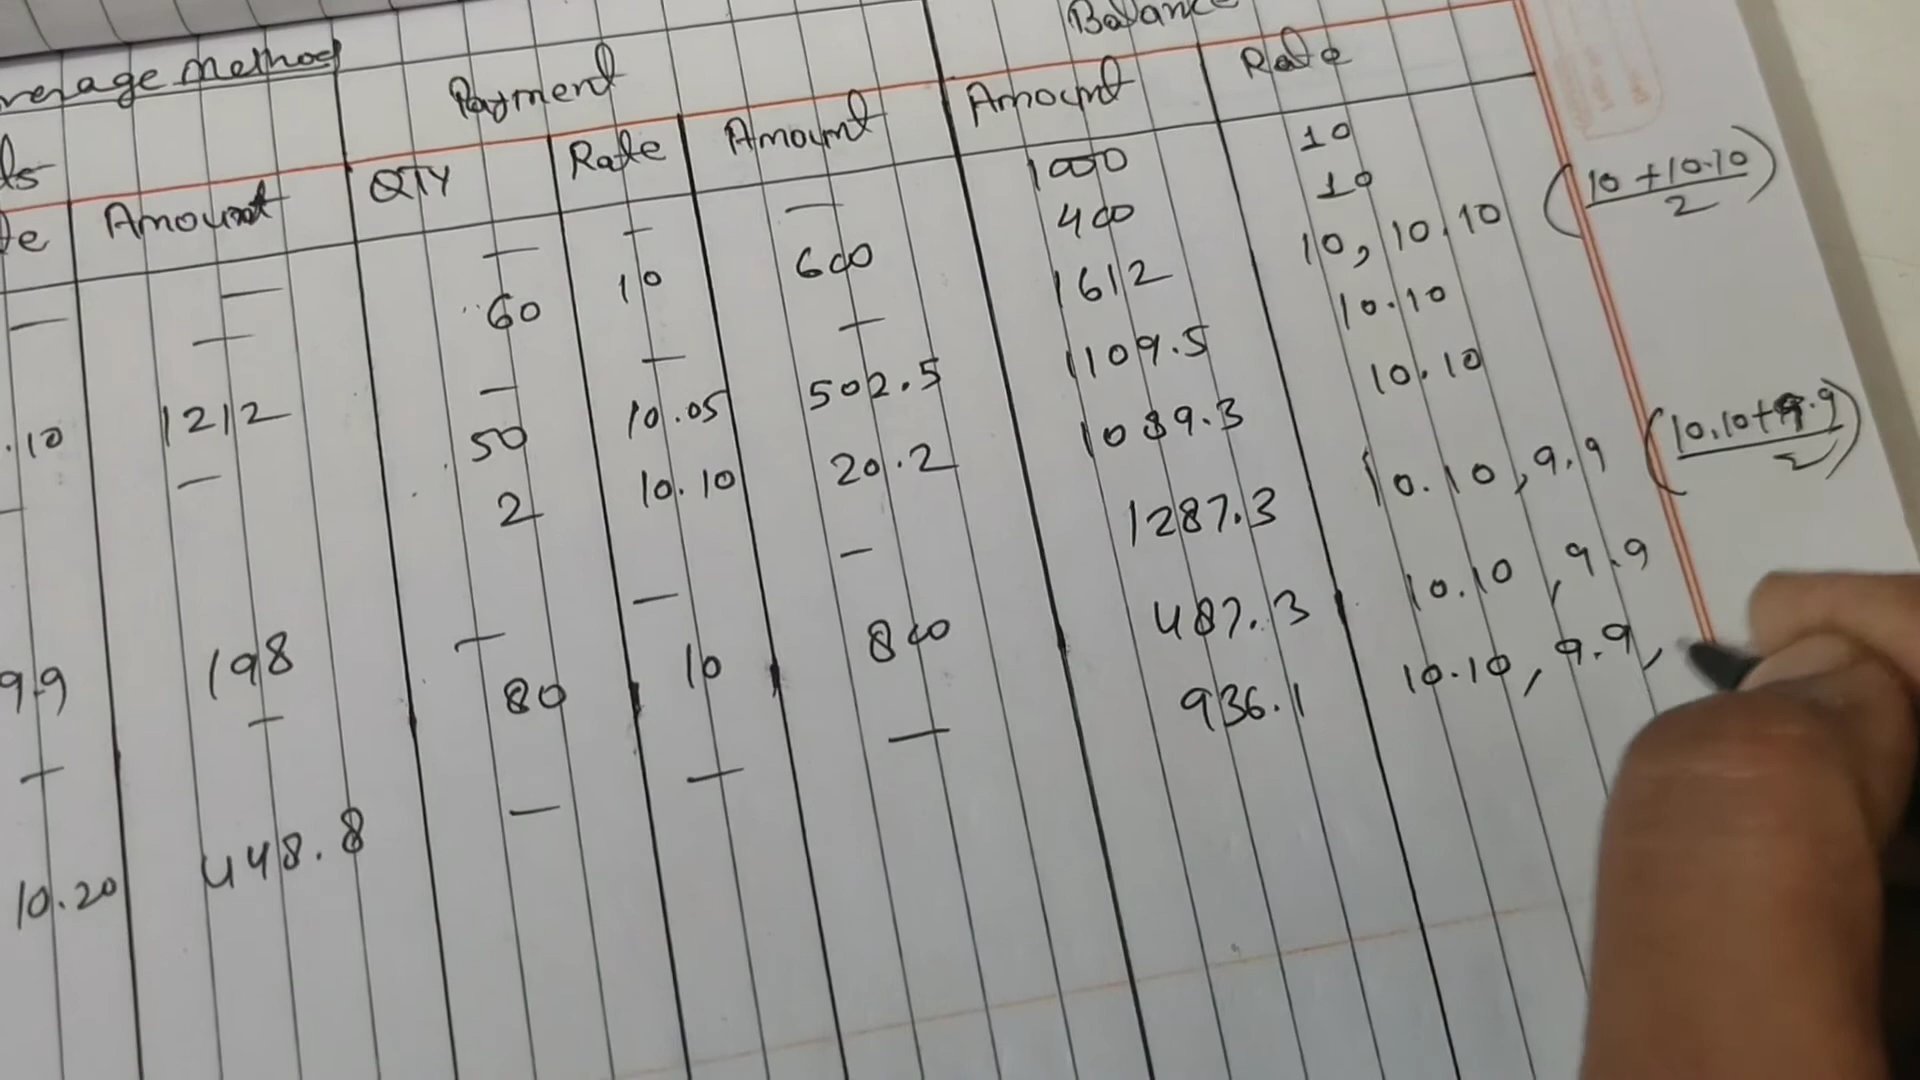 Balance
verage Method
Payment
Amount Rate
ls QTY Rate Amount
te Amount
— — — 1000 10
— — 60 10 600 400 10
.10 1212 — — — 1612 10, 10.10 (10 + 10.10 / 2)
— — 50 10.05 502.5 1109.5 10.10
2 10.10 20.2 1089.3 10.10
9.9 198 — — — 1287.3 10.10, 9.9 (10.10+9.9 / 2)
— — 80 10 800 487.3 10.10, 9.9
10.20 448.8 — — — 936.1 10.10, 9.9,